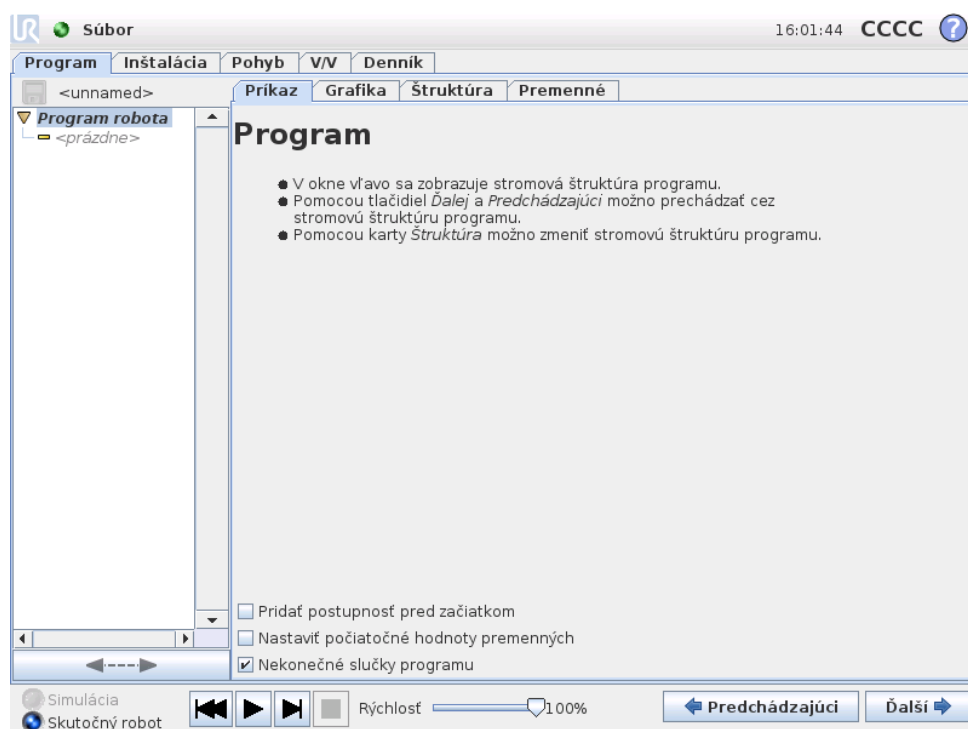 UR Súbor 16:01:44 CCCC ?
Program Inštalácia Pohyb V/V Denník
<unnamed> Príkaz Grafika Štruktúra Premenné
Program robota
<prázdne>
Program
V okne vľavo sa zobrazuje stromová štruktúra programu.
Pomocou tlačidiel Ďalej a Predchádzajúci možno prechádzať cez
stromovú štruktúru programu.
Pomocou karty Štruktúra možno zmeniť stromovú štruktúru programu.
Pridať postupnosť pred začiatkom
Nastaviť počiatočné hodnoty premenných
Nekonečné slučky programu
Simulácia
Skutočný robot
Rýchlosť 100%
Predchádzajúci Ďalší